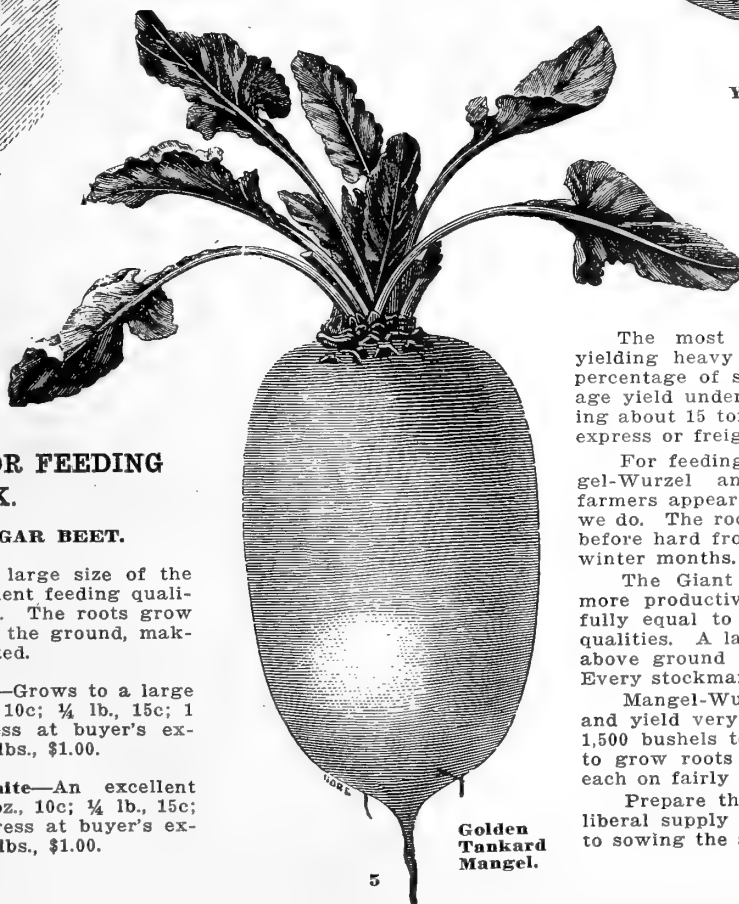 OR FEEDING
K.
GAR BEET.
large size of the
ent feeding quali-
. The roots grow
the ground, mak-
ted.
—Grows to a large
10c; ¼ lb., 15c; 1
ss at buyer's ex-
lbs., $1.00.
ite—An excellent
oz., 10c; ¼ lb., 15c;
ress at buyer's ex-
lbs., $1.00.
Golden
Tankard
Mangel.
5
Y
The most
yielding heavy
percentage of s
age yield under
ing about 15 to
express or freig
For feeding
gel-Wurzel an
farmers appear
we do. The roo
before hard fro
winter months.
The Giant
more productiv
fully equal to
qualities. A la
above ground
Every stockma
Mangel-Wu
and yield very
1,500 bushels t
to grow roots
each on fairly
Prepare th
liberal supply
to sowing the